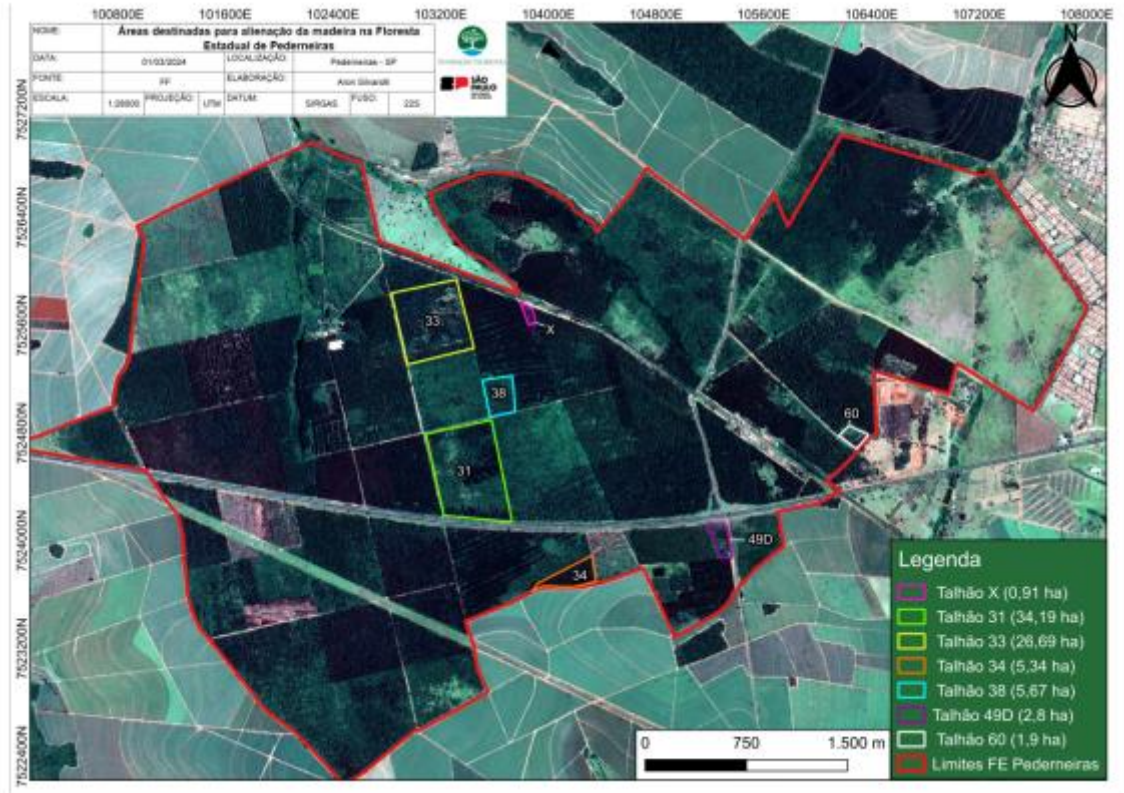 100800E 101600E 102400E 103200E 104000E 104800E 105600E 106400E 107200E 108000E
NOME: Áreas destinadas para alienação da madeira na Floresta
Estadual de Pederneiras
DATA: 01/03/2024 LOCALIZAÇÃO: Pederneiras - SP
FONTE: FF ELABORAÇÃO:
ESCALA: PROJEÇÃO: UTM DATUM: SIRGAS FUSO: 22S
SÃO
PAULO
N
7527200N
7526400N
7525600N
7524800N
7524000N
7523200N
7522400N
33
X
38
60
31
49D
34
Legenda
Talhão X (0,91 ha)
Talhão 31 (34,19 ha)
Talhão 33 (26,69 ha)
Talhão 34 (5,34 ha)
Talhão 38 (5,67 ha)
Talhão 49D (2,8 ha)
Talhão 60 (1,9 ha)
Limites FE Pederneiras
0 750 1.500 m